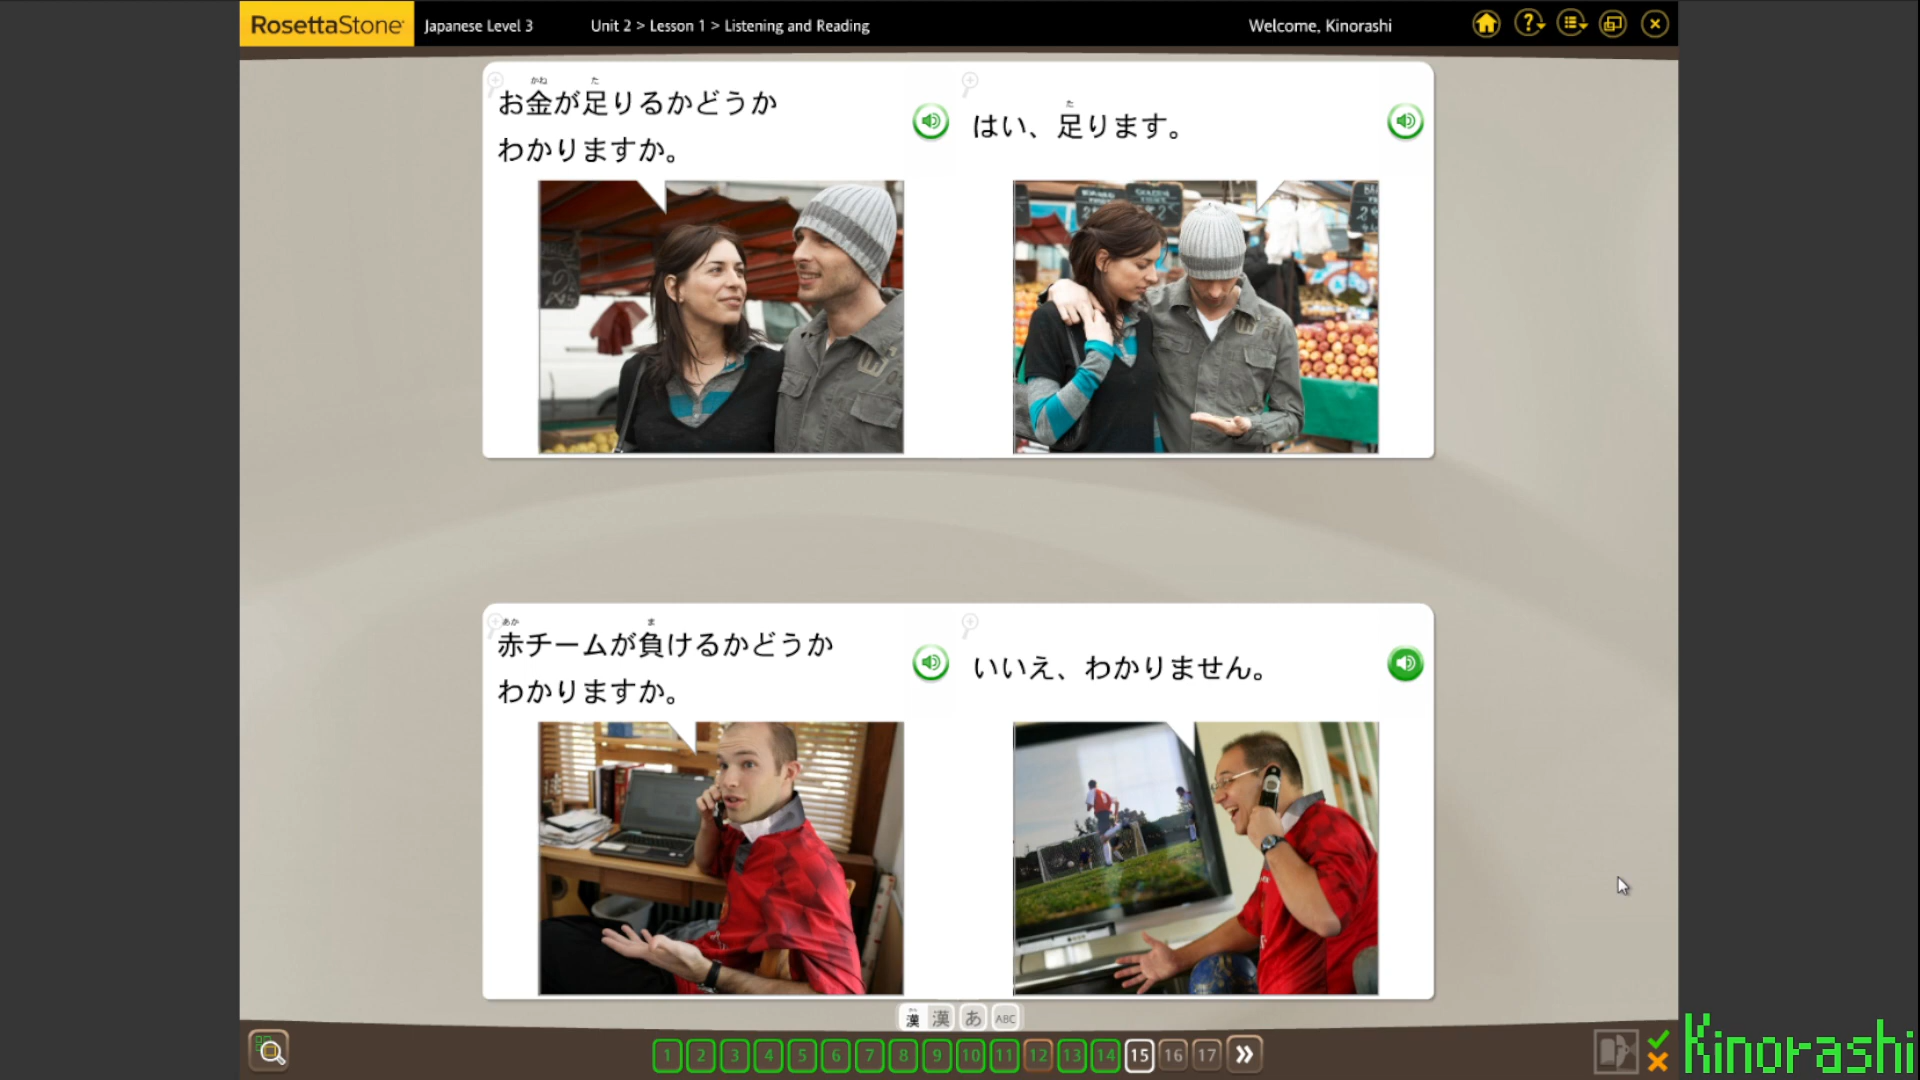 RosettaStone
Japanese Level 3
Unit 2 > Lesson 1 > Listening and Reading
Welcome, Kinorashi
かね た
お金が足りるかどうか
わかりますか。
た
はい、足ります。
あか ま
赤チームが負けるかどうか
わかりますか。
いいえ、わかりません。
漢 漢 あ ABC
1 2 3 4 5 6 7 8 9 10 11 12 13 14 15 16 17
Kinorashi